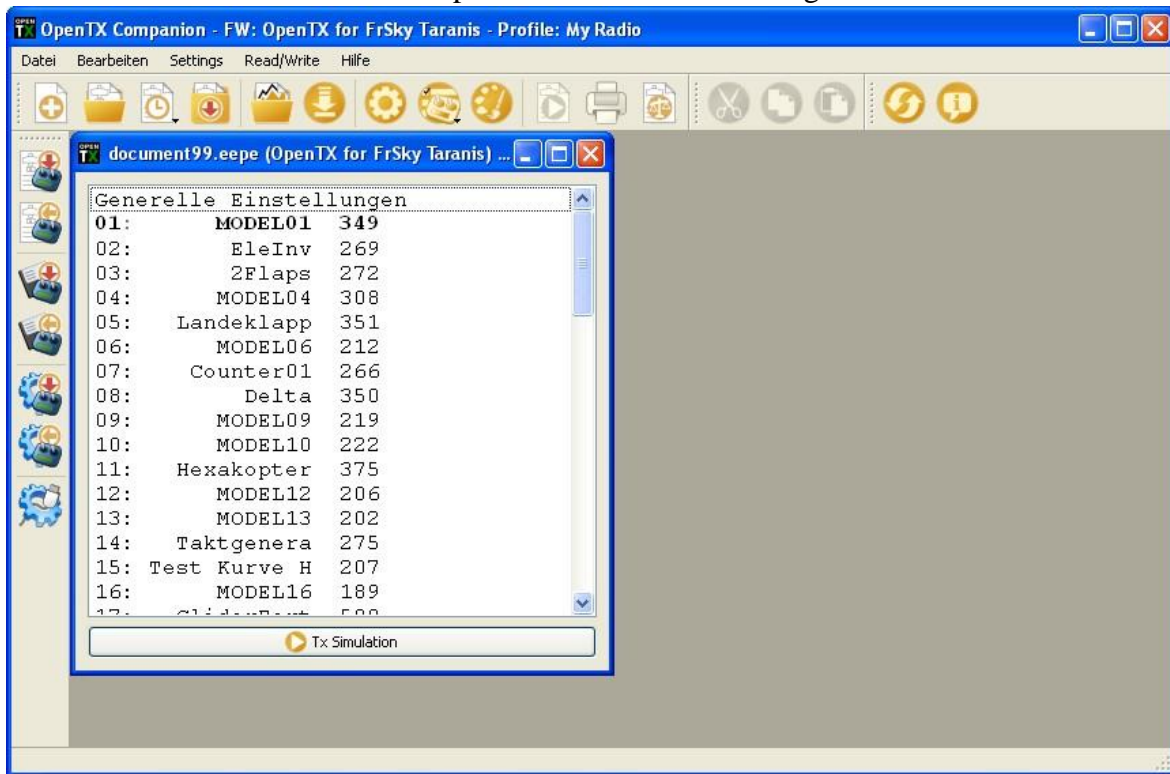 OpenTX Companion - FW: OpenTX for FrSky Taranis - Profile: My Radio
Datei Bearbeiten Settings Read/Write Hilfe
document99.eepe (OpenTX for FrSky Taranis) ...
Generelle Einstellungen
01: MODEL01 349
02: EleInv 269
03: 2Flaps 272
04: MODEL04 308
05: Landeklapp 351
06: MODEL06 212
07: Counter01 266
08: Delta 350
09: MODEL09 219
10: MODEL10 222
11: Hexakopter 375
12: MODEL12 206
13: MODEL13 202
14: Taktgenera 275
15: Test Kurve H 207
16: MODEL16 189
17:
Tx Simulation